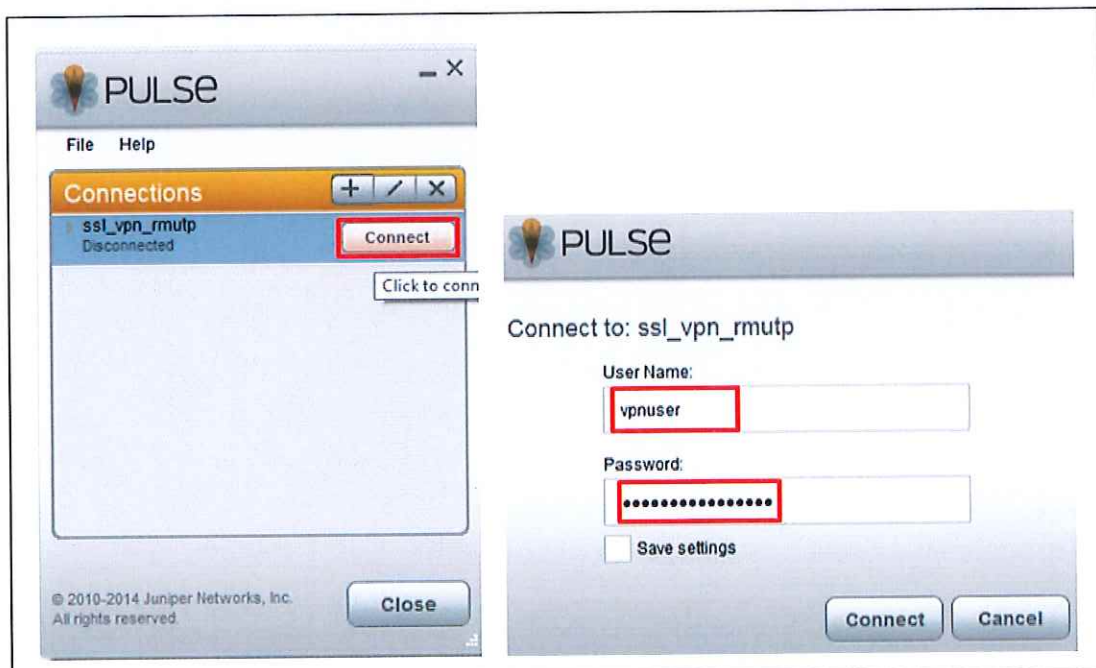 PULSE
File Help
Connections
ssl_vpn_rmutp
Disconnected
Connect
Click to conn
© 2010-2014 Juniper Networks, Inc.
All rights reserved.
Close
PULSE
Connect to: ssl_vpn_rmutp
User Name:
vpnuser
Password:
••••••••••••••••
Save settings
Connect Cancel